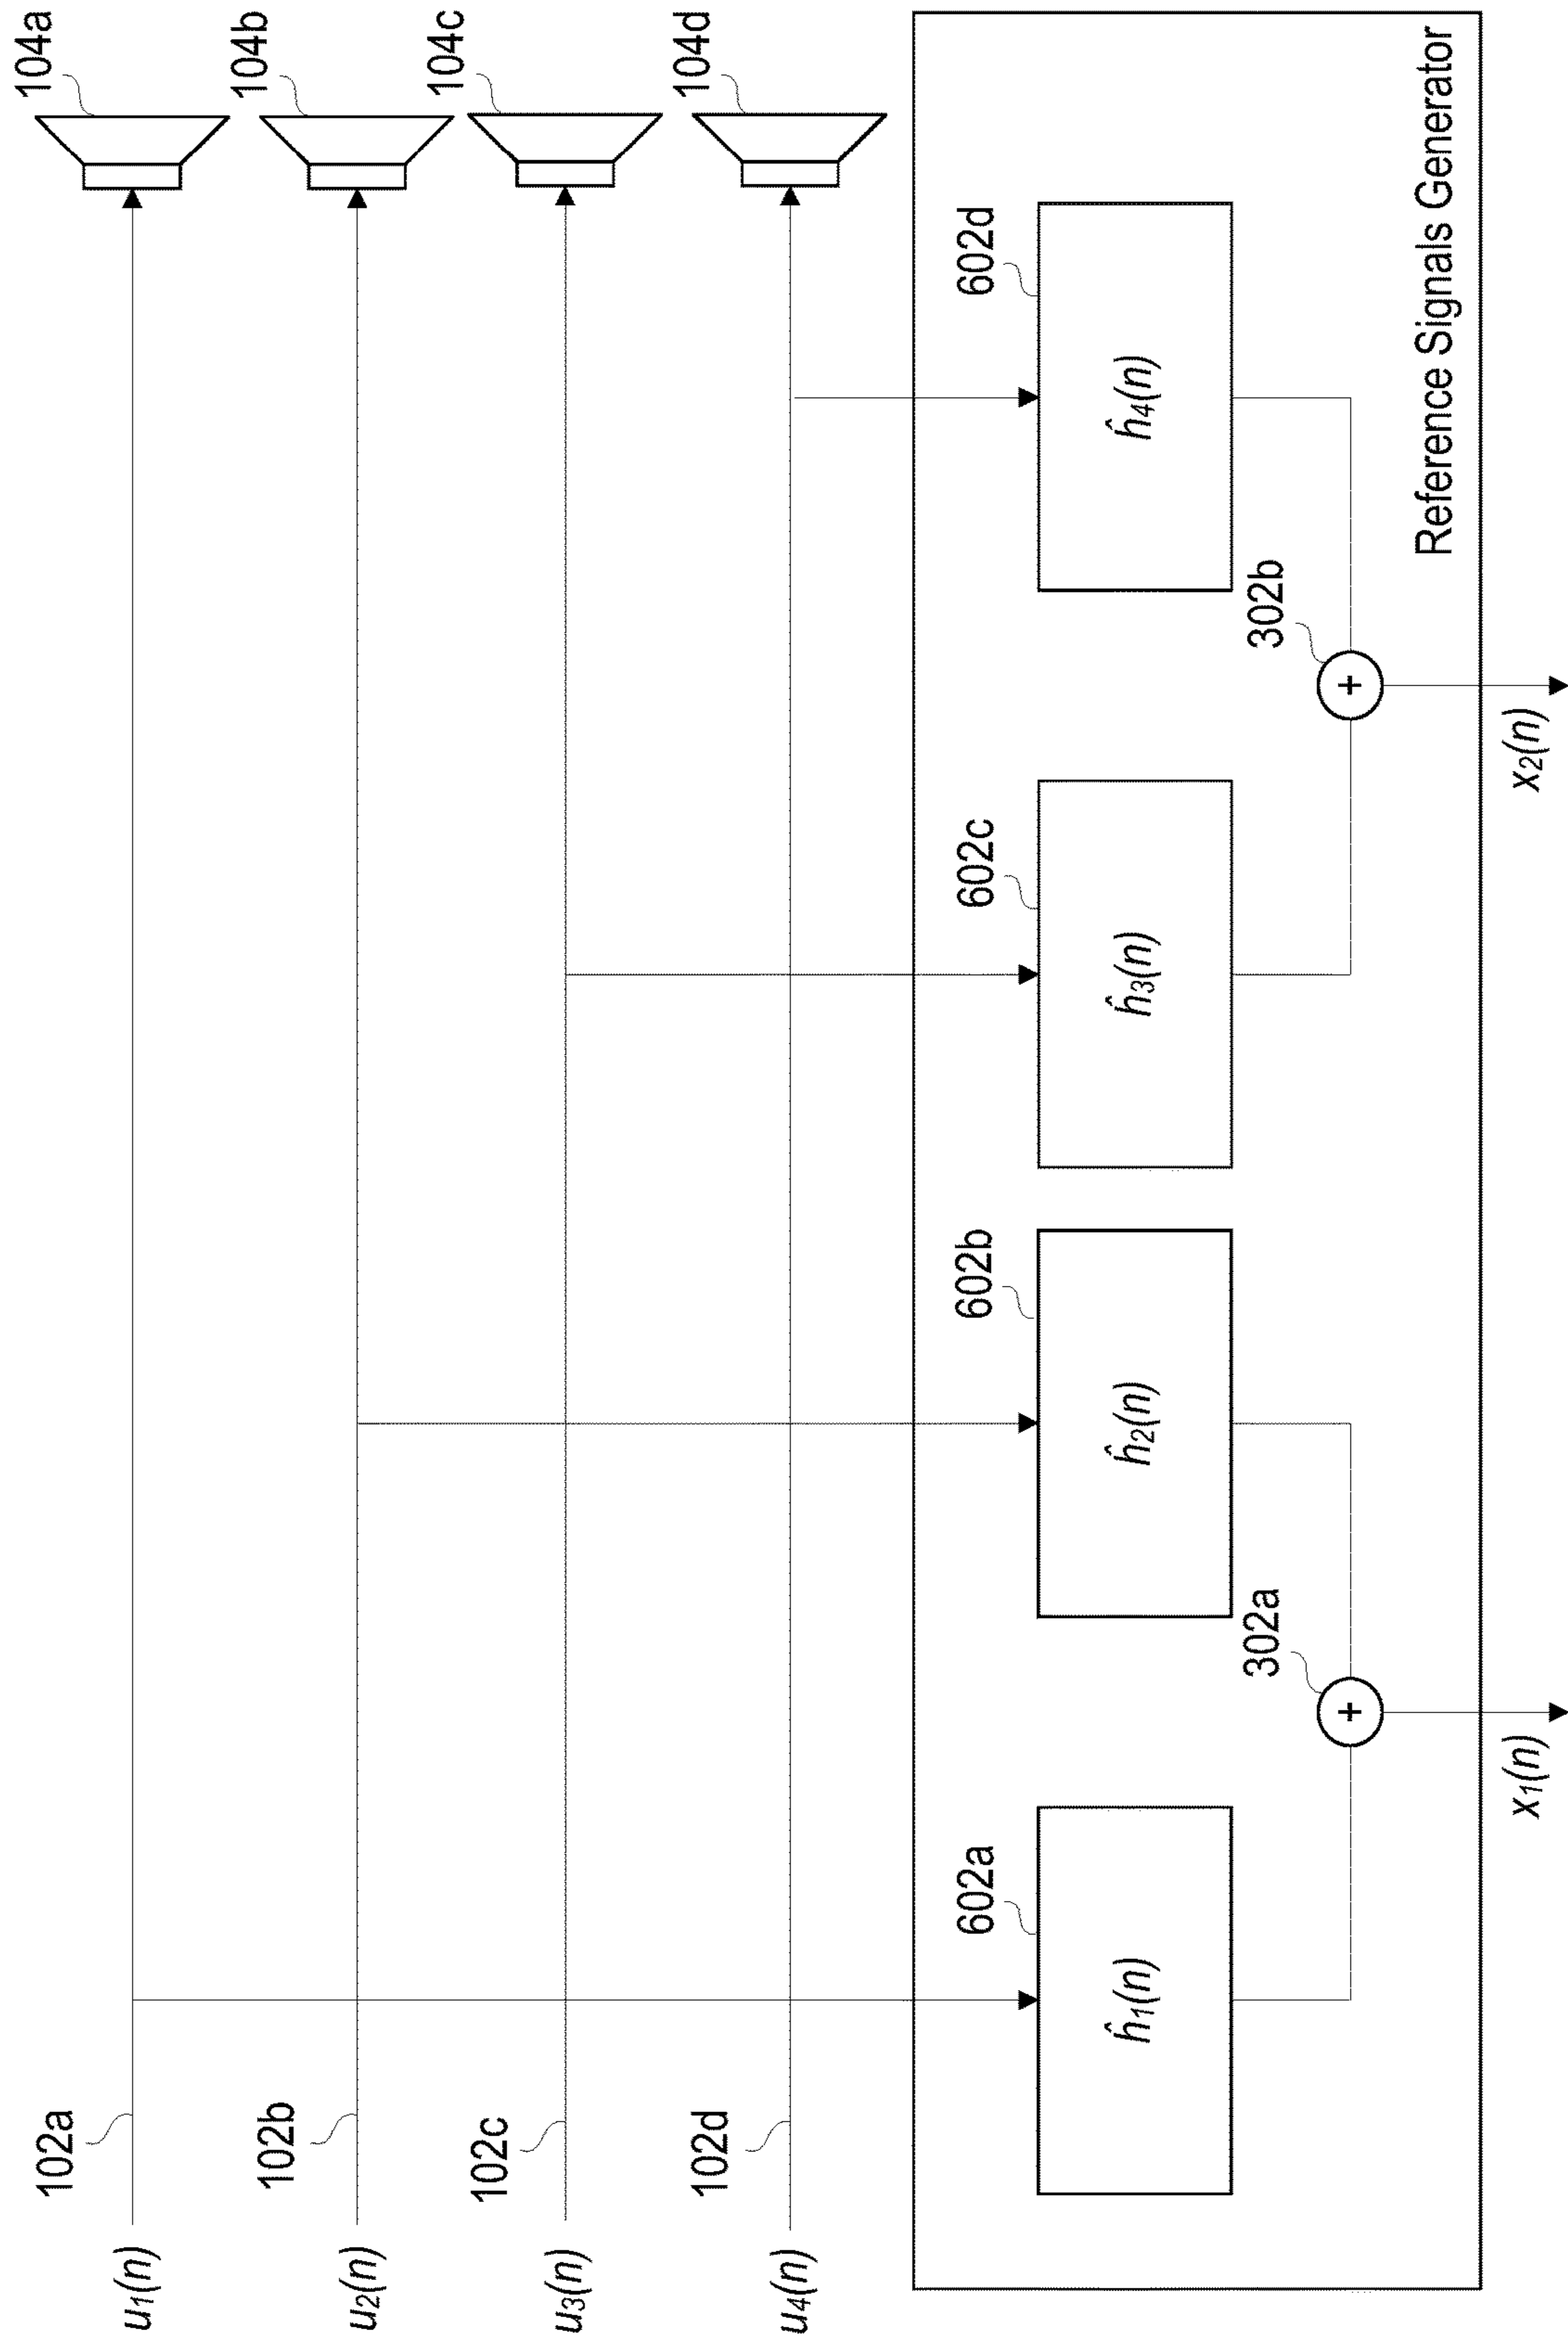 u1(n)
102a
104a
u2(n)
102b
104b
u3(n)
102c
104c
u4(n)
102d
104d
602a
602b
602c
602d
ĥ1(n)
ĥ2(n)
ĥ3(n)
ĥ4(n)
302a
302b
+
+
Reference Signals Generator
x1(n)
x2(n)